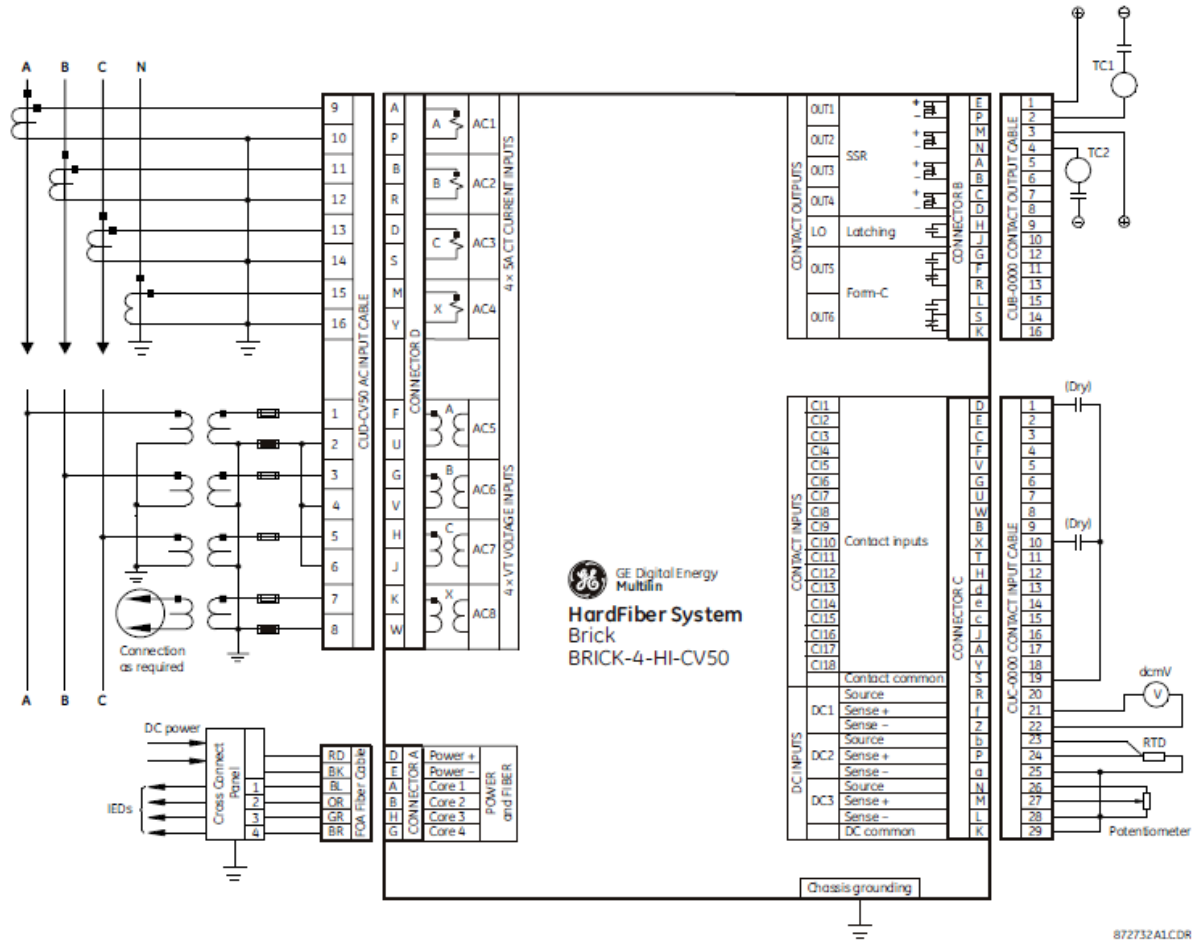 A B C N
9 A A AC1
10 P
11 B B AC2
12 R
13 D C AC3
14 S
15 M X AC4
16 Y
4 x 5A CT CURRENT INPUTS
CUD-CV50 AC INPUT CABLE
CONNECTOR D
1 F A AC5
2 U
3 G B AC6
4 V
5 H C AC7
6 J
7 K X AC8
8 W
4 x VT VOLTAGE INPUTS
Connection
as required
A B C
DC power
Cross Connect
Panel
IEDs
1
2
3
4
RD
BK
BL
OR
GR
BR
FOA Fiber Cable
CONNECTOR A
D Power +
E Power –
A Core 1
B Core 2
H Core 3
G Core 4
POWER
and FIBER
GE Digital Energy
Multilin
HardFiber System
Brick
BRICK-4-HI-CV50
CONTACT OUTPUTS
OUT1
OUT2
OUT3
OUT4
SSR
LO Latching
OUT5
OUT6
Form-C
+
–
+
–
+
–
+
–
CONNECTOR B
E 1
P 2
M 3
N 4
A 5
B 6
C 7
D 8
H 9
J 10
G 12
F 11
R 13
L 15
S 14
K 16
CUB-0000 CONTACT OUTPUT CABLE
TC1
TC2
CONTACT INPUTS
Contact inputs
CONNECTOR C
CUC-0000 CONTACT INPUT CABLE
CI1 D 1
CI2 E 2
CI3 C 3
CI4 F 4
CI5 V 5
CI6 G 6
CI7 U 7
CI8 W 8
CI9 B 9
CI10 X 10
CI11 T 11
CI12 H 12
CI13 d 13
CI14 e 14
CI15 c 15
CI16 J 16
CI17 A 17
CI18 Y 18
Contact common S 19
DC INPUTS
DC1
Source R 20
Sense + f 21
Sense – Z 22
DC2
Source b 23
Sense + P 24
Sense – a 25
DC3
Source N 26
Sense + M 27
Sense – L 28
DC common K 29
(Dry)
(Dry)
dcmV
V
RTD
Potentiometer
Chassis grounding
872732A1.CDR